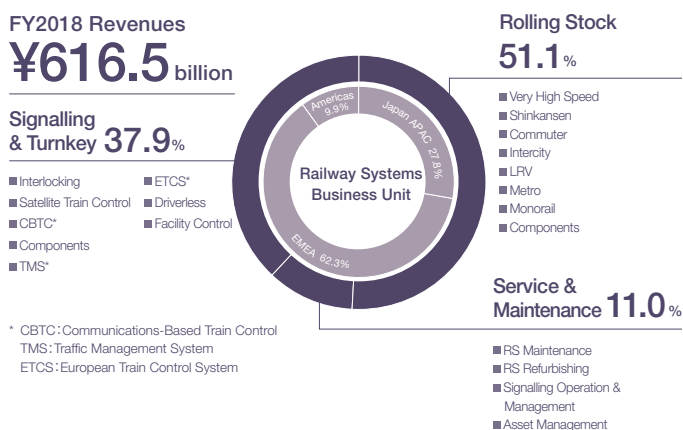 FY2018 Revenues
¥616.5 billion
Signalling
& Turnkey 37.9%
Interlocking
Satellite Train Control
CBTC*
Components
TMS*
ETCS*
Driverless
Facility Control
* CBTC:Communications-Based Train Control
TMS:Traffic Management System
ETCS:European Train Control System
Americas
9.9%
Japan APAC 27.8%
EMEA 62.3%
Railway Systems
Business Unit
Rolling Stock
51.1%
Very High Speed
Shinkansen
Commuter
Intercity
LRV
Metro
Monorail
Components
Service &
Maintenance 11.0%
RS Maintenance
RS Refurbishing
Signalling Operation &
Management
Asset Management